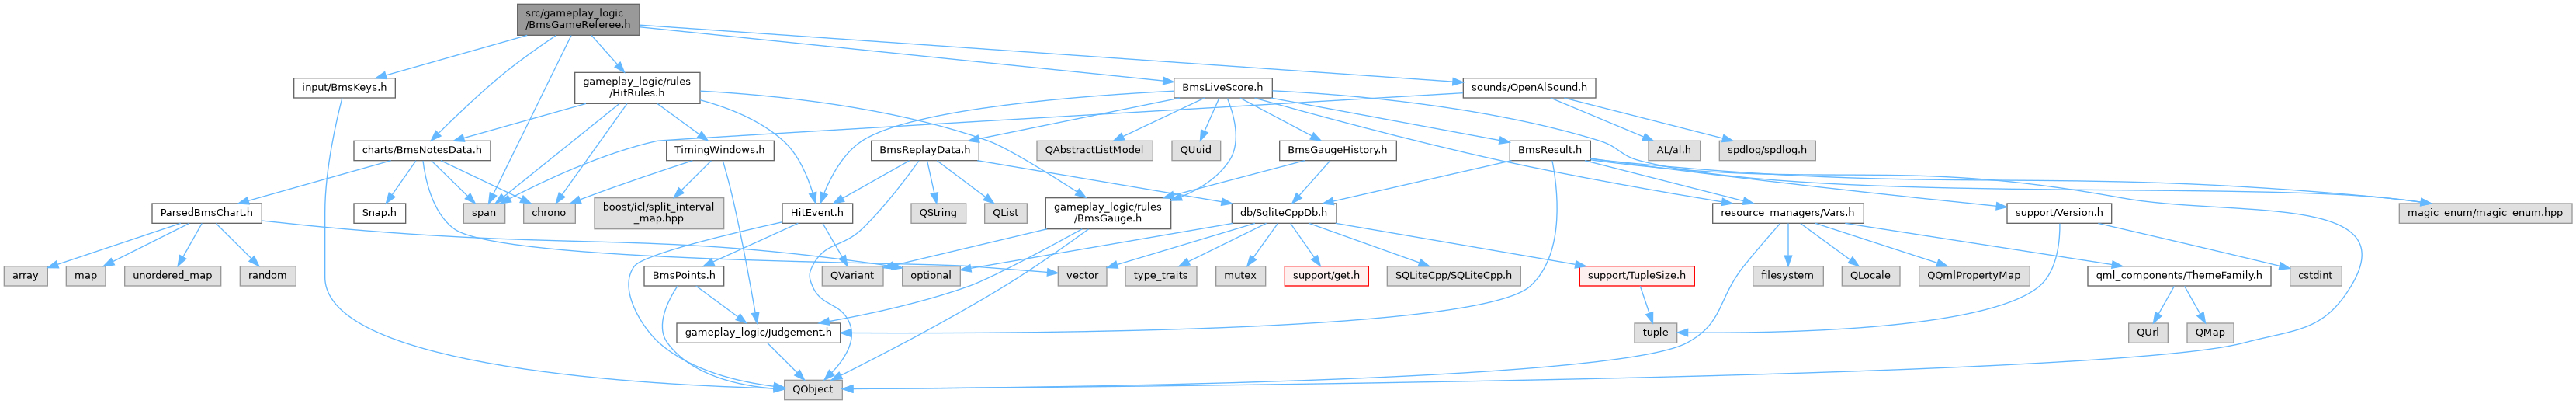 src/gameplay_logic
/BmsGameReferee.h
input/BmsKeys.h
gameplay_logic/rules
/HitRules.h
BmsLiveScore.h
sounds/OpenAlSound.h
charts/BmsNotesData.h
TimingWindows.h
BmsReplayData.h
QAbstractListModel
QUuid
BmsGaugeHistory.h
BmsResult.h
AL/al.h
spdlog/spdlog.h
ParsedBmsChart.h
Snap.h
span
chrono
boost/icl/split_interval
_map.hpp
HitEvent.h
QString
QList
gameplay_logic/rules
/BmsGauge.h
db/SqliteCppDb.h
resource_managers/Vars.h
support/Version.h
magic_enum/magic_enum.hpp
array
map
unordered_map
random
BmsPoints.h
QVariant
optional
vector
type_traits
mutex
support/get.h
SQLiteCpp/SQLiteCpp.h
support/TupleSize.h
filesystem
QLocale
QQmlPropertyMap
qml_components/ThemeFamily.h
cstdint
gameplay_logic/Judgement.h
tuple
QUrl
QMap
QObject